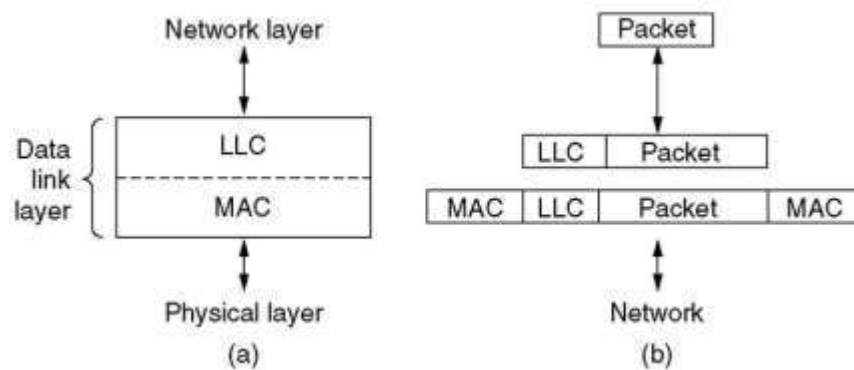 Network layer
Data
link
layer
LLC
MAC
Physical layer
(a)
Packet
LLC Packet
MAC LLC Packet MAC
Network
(b)